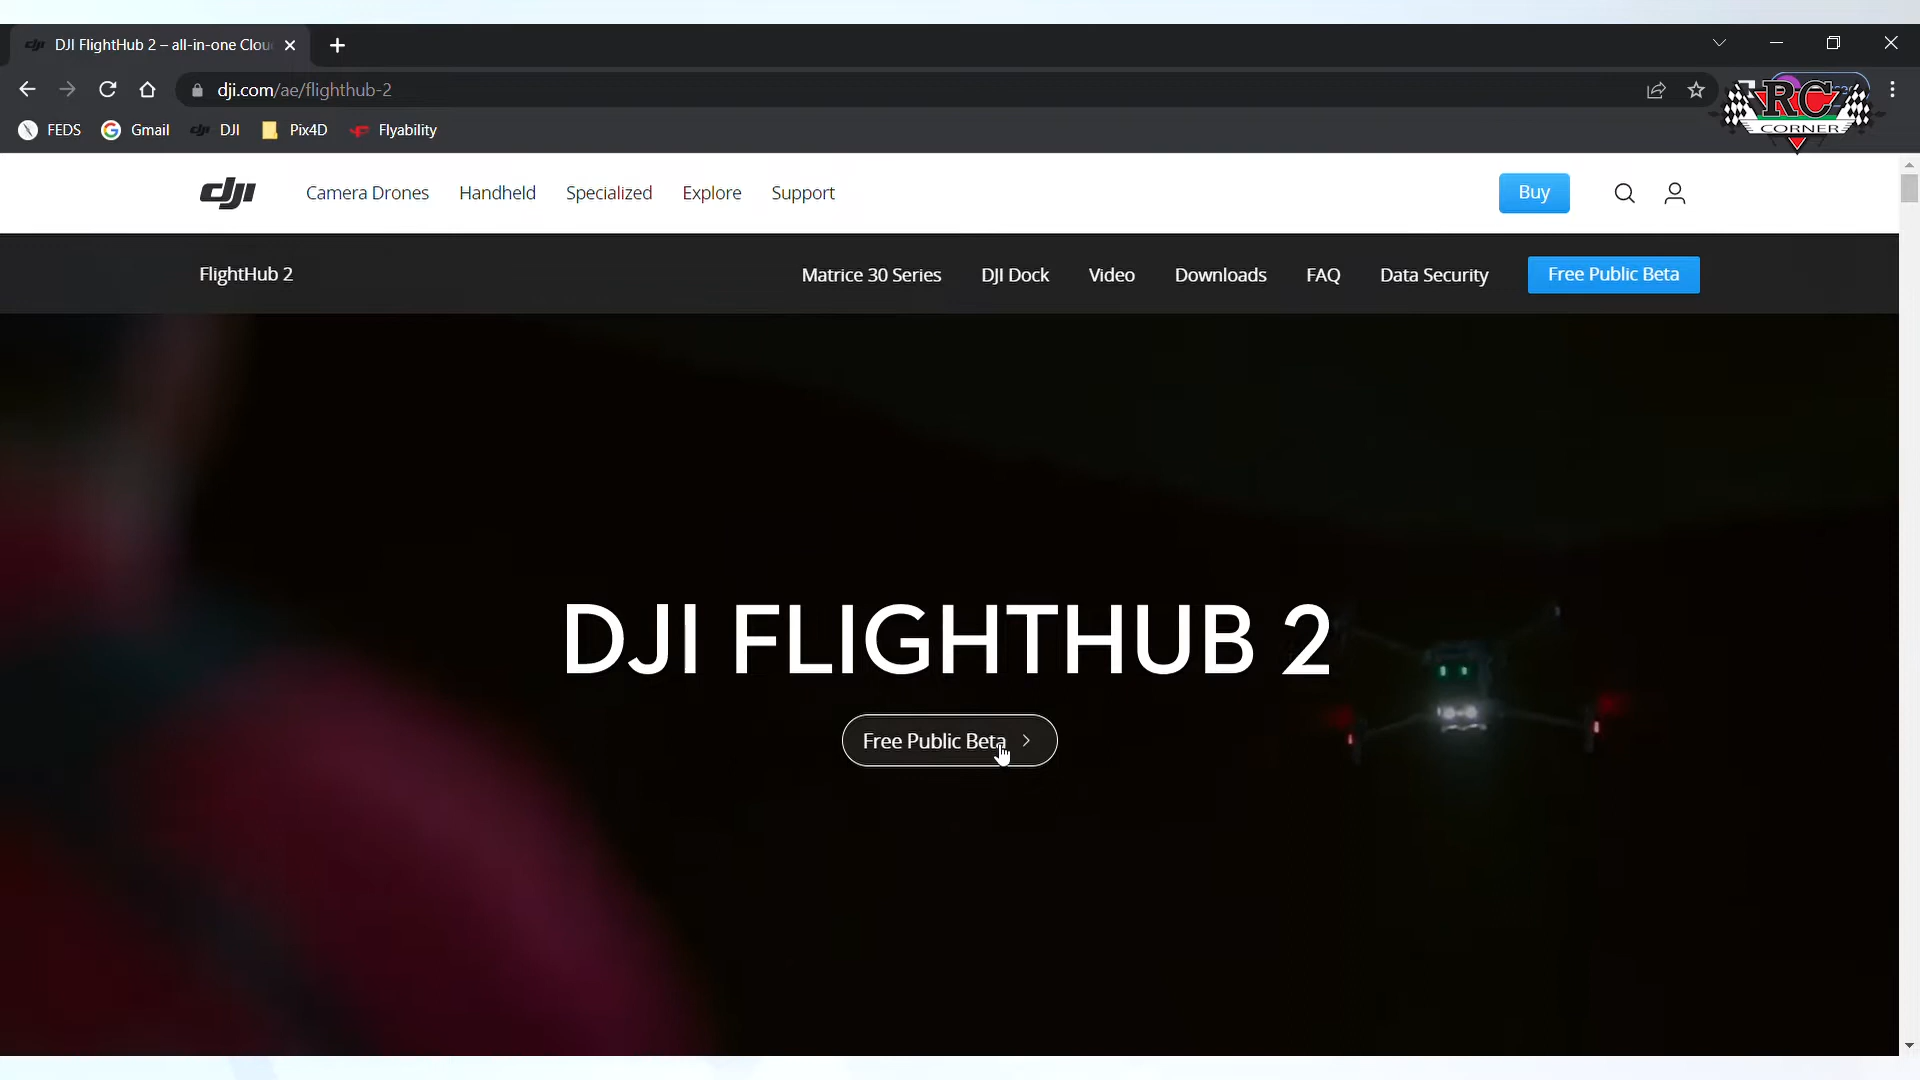 DJI FlightHub 2 – all-in-one Clou
dji.com/ae/flighthub-2
FEDS Gmail DJI Pix4D Flyability
RC
CORNER
dji Camera Drones Handheld Specialized Explore Support Buy
FlightHub 2 Matrice 30 Series DJI Dock Video Downloads FAQ Data Security Free Public Beta
DJI FLIGHTHUB 2
Free Public Beta